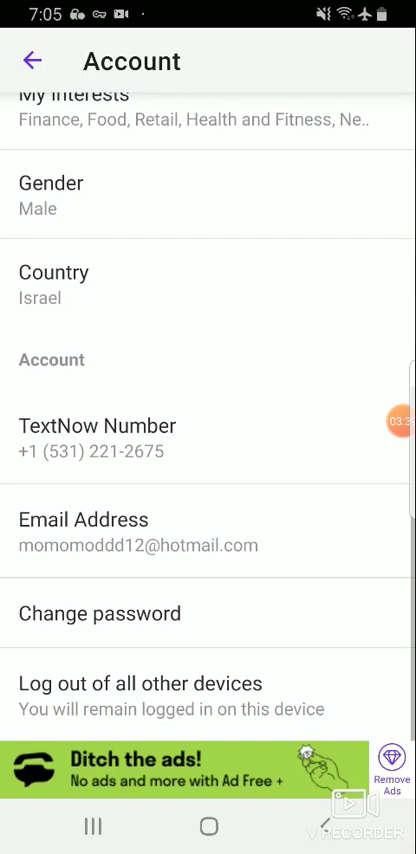 7:05
Account
My Interests
Finance, Food, Retail, Health and Fitness, Ne..
Gender
Male
Country
Israel
Account
TextNow Number
+1 (531) 221-2675
Email Address
momomoddd12@hotmail.com
Change password
Log out of all other devices
You will remain logged in on this device
Ditch the ads!
No ads and more with Ad Free +
Remove
Ads
V RECORDER